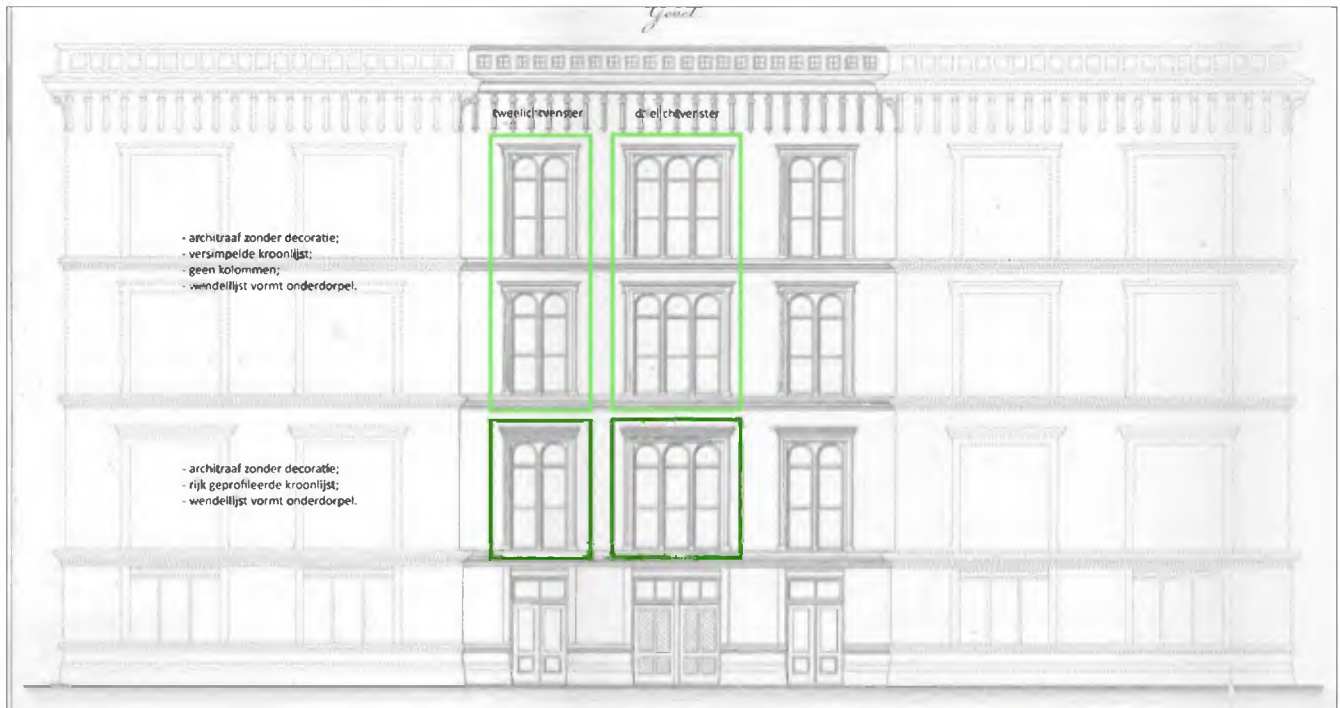 Gevel.
tweelichtvenster
drielichtvenster
- architraaf zonder decoratie;
- versimpelde kroonlijst;
- geen kolommen;
- wendellijst vormt onderdorpel.
- architraaf zonder decoratie;
- rijk geprofileerde kroonlijst;
- wendellijst vormt onderdorpel.